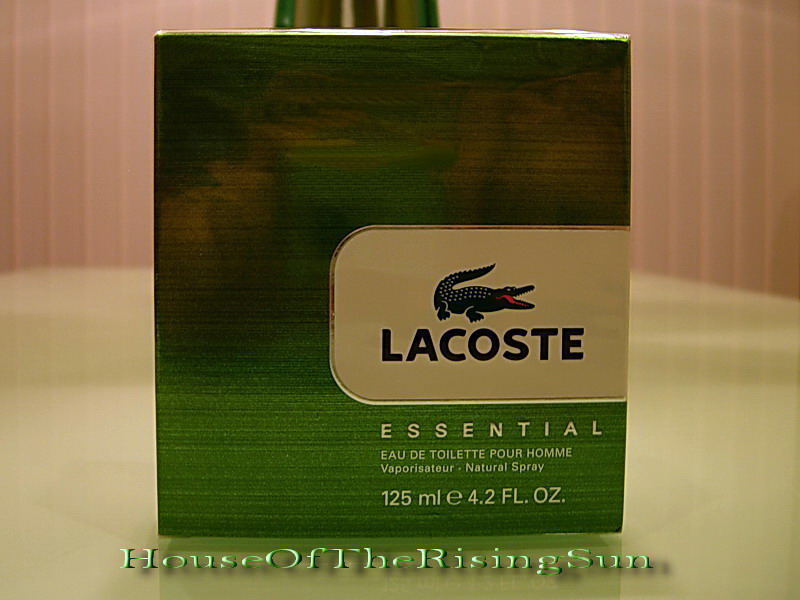 LACOSTE
ESSENTIAL
EAU DE TOILETTE POUR HOMME
Vaporisateur · Natural Spray
125 ml ℮ 4.2 FL. OZ.
HouseOfTheRisingSun.